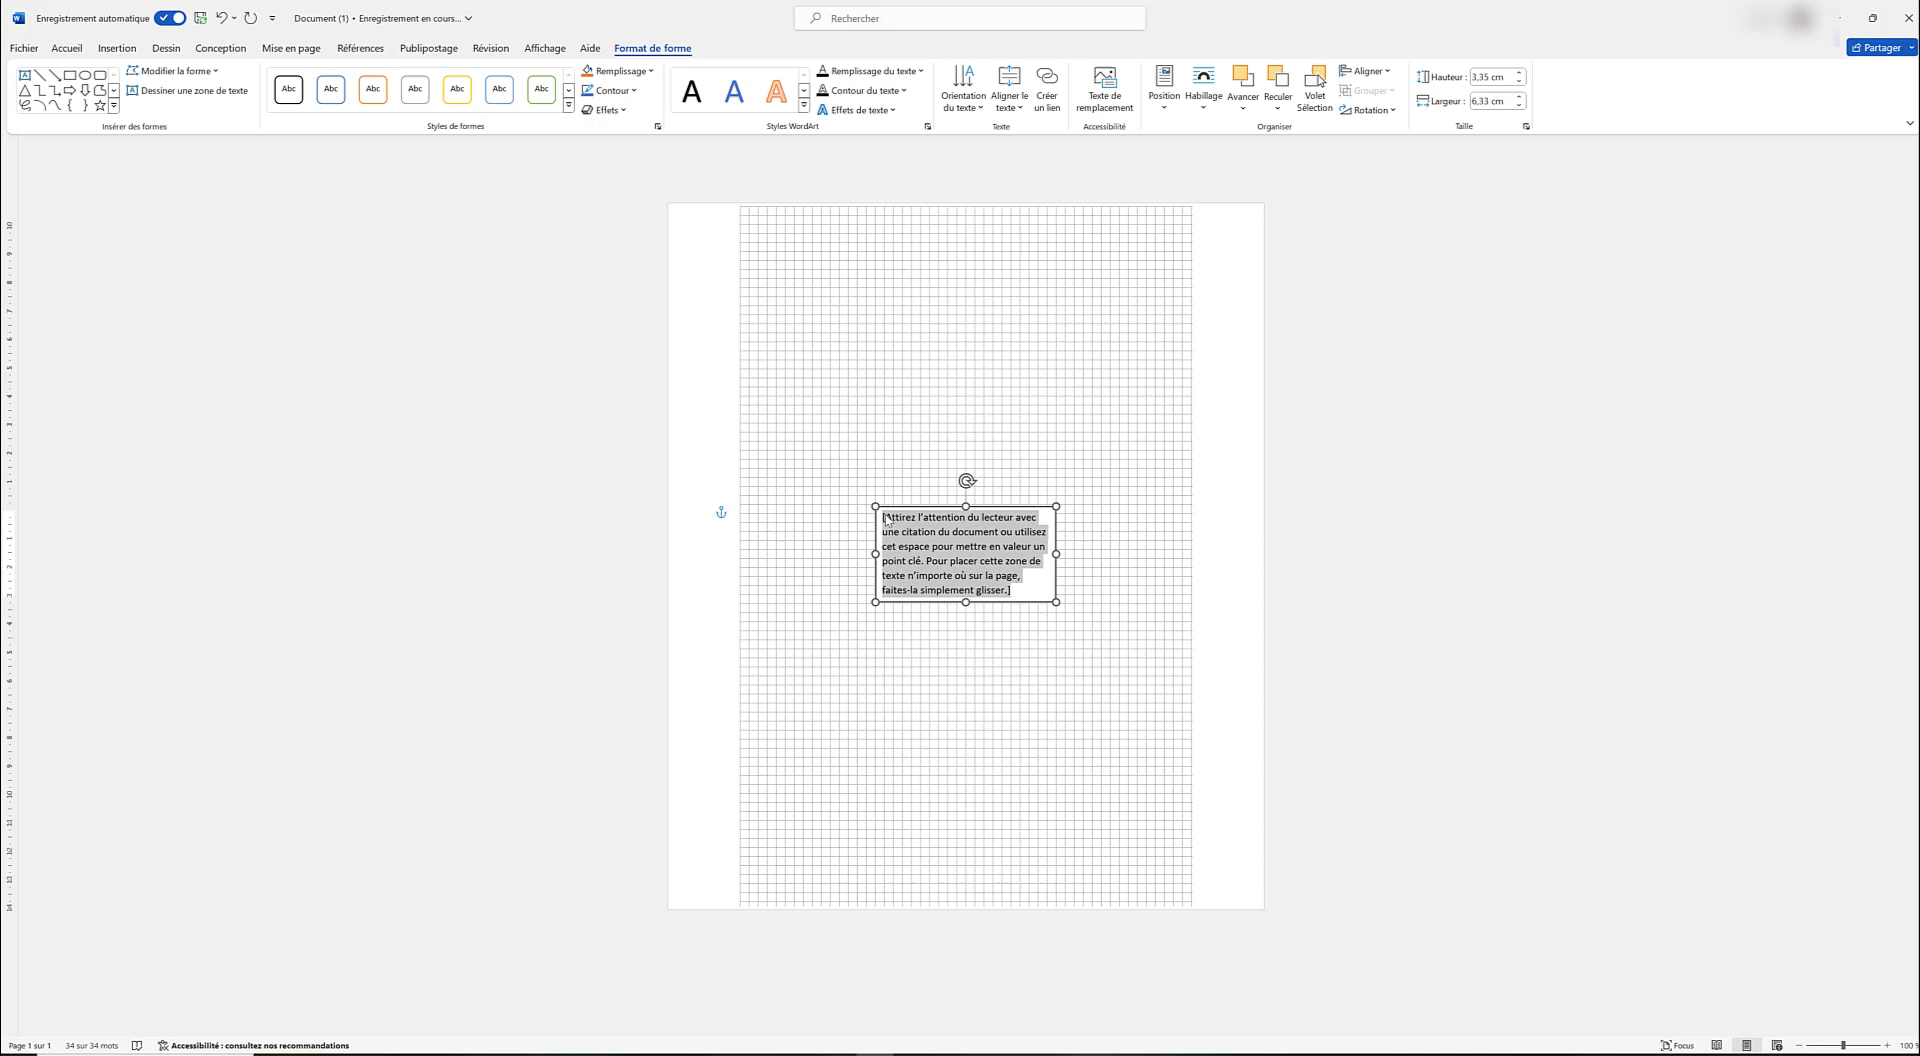 Enregistrement automatique
Document (1) • Enregistrement en cours...
Rechercher
Fichier Accueil Insertion Dessin Conception Mise en page Références Publipostage Révision Affichage Aide Format de forme
Partager
Modifier la forme
Dessiner une zone de texte
Insérer des formes
Abc Abc Abc Abc Abc Abc Abc
Remplissage
Contour
Effets
Styles de formes
A A A
Remplissage du texte
Contour du texte
Effets de texte
Styles WordArt
Orientation du texte
Aligner le texte
Créer un lien
Texte
Texte de remplacement
Accessibilité
Position
Habillage
Avancer
Reculer
Volet Sélection
Aligner
Grouper
Rotation
Organiser
Hauteur : 3,35 cm
Largeur : 6,33 cm
Taille
[Attirez l’attention du lecteur avec
une citation du document ou utilisez
cet espace pour mettre en valeur un
point clé. Pour placer cette zone de
texte n’importe où sur la page,
faites-la simplement glisser.]
Page 1 sur 1 34 sur 34 mots Accessibilité : consultez nos recommandations
Focus
100 %